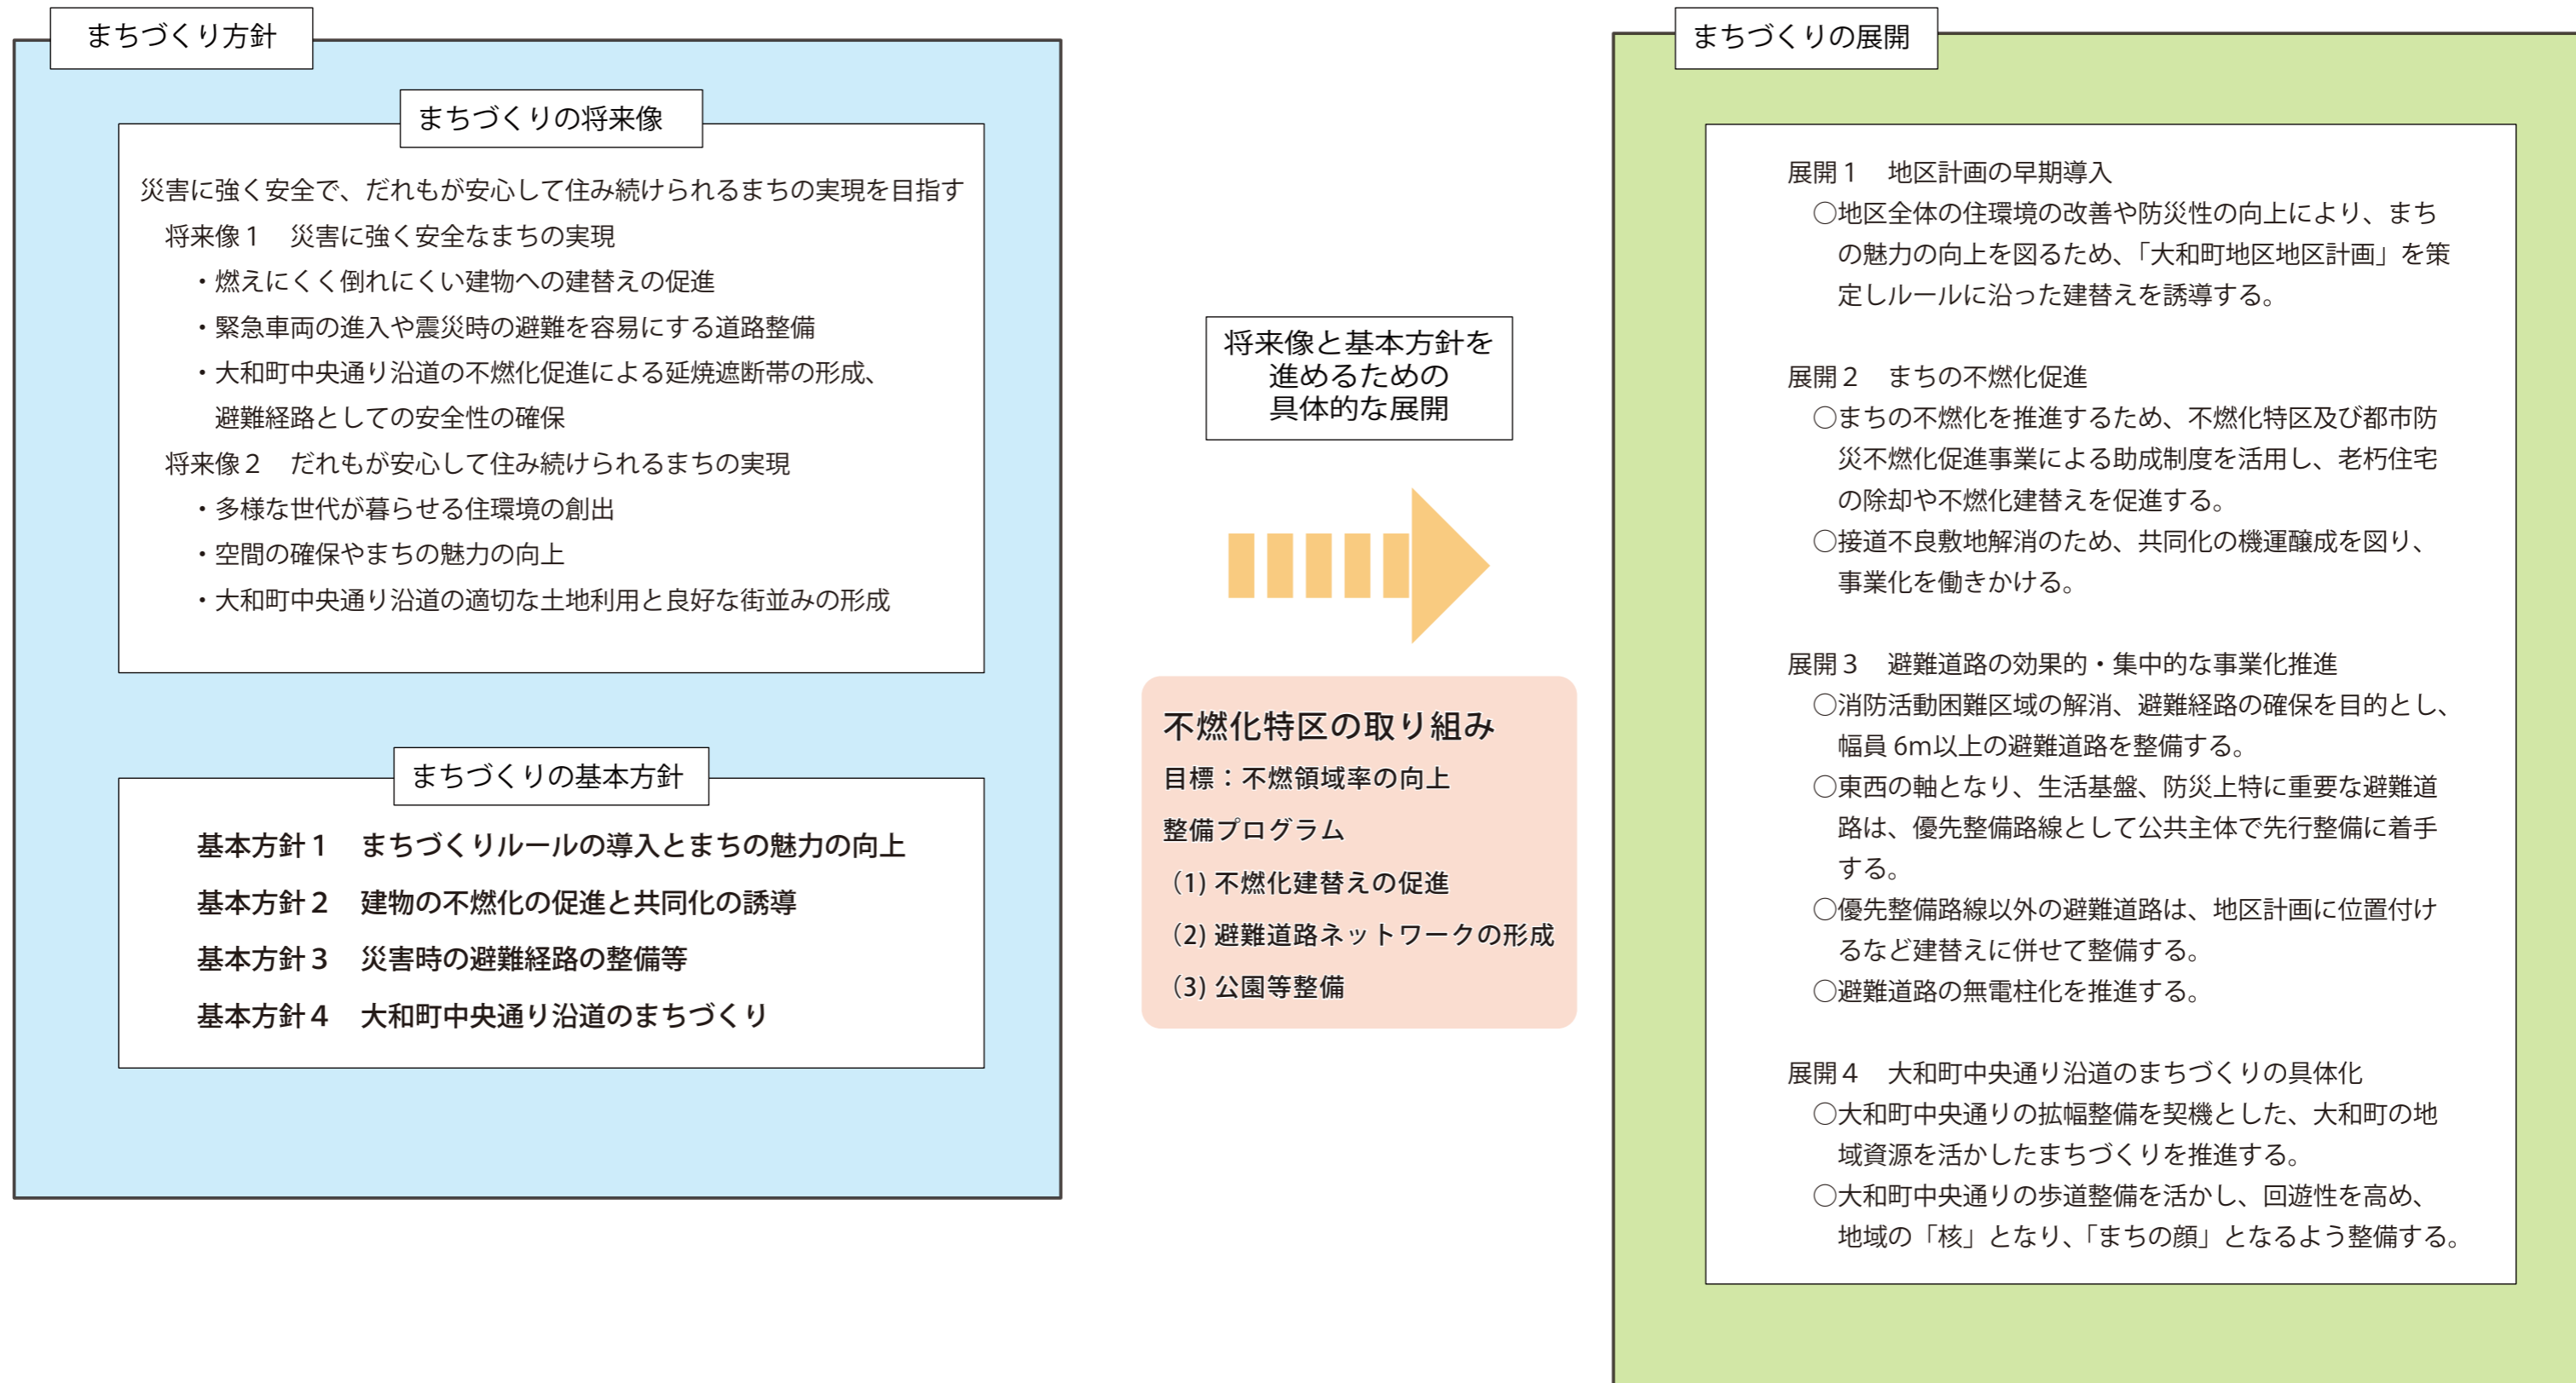 まちづくり方針
まちづくりの将来像
災害に強く安全で、だれもが安心して住み続けられるまちの実現を目指す
将来像１　災害に強く安全なまちの実現
・燃えにくく倒れにくい建物への建替えの促進
・緊急車両の進入や震災時の避難を容易にする道路整備
・大和町中央通り沿道の不燃化促進による延焼遮断帯の形成、
避難経路としての安全性の確保
将来像２　だれもが安心して住み続けられるまちの実現
・多様な世代が暮らせる住環境の創出
・空間の確保やまちの魅力の向上
・大和町中央通り沿道の適切な土地利用と良好な街並みの形成
まちづくりの基本方針
基本方針１　まちづくりルールの導入とまちの魅力の向上
基本方針２　建物の不燃化の促進と共同化の誘導
基本方針３　災害時の避難経路の整備等
基本方針４　大和町中央通り沿道のまちづくり
将来像と基本方針を
進めるための
具体的な展開
不燃化特区の取り組み
目標：不燃領域率の向上
整備プログラム
（1) 不燃化建替えの促進
（2) 避難道路ネットワークの形成
（3) 公園等整備
まちづくりの展開
展開１　地区計画の早期導入
○地区全体の住環境の改善や防災性の向上により、まち
の魅力の向上を図るため、「大和町地区地区計画」を策
定しルールに沿った建替えを誘導する。
展開２　まちの不燃化促進
○まちの不燃化を推進するため、不燃化特区及び都市防
災不燃化促進事業による助成制度を活用し、老朽住宅
の除却や不燃化建替えを促進する。
○接道不良敷地解消のため、共同化の機運醸成を図り、
事業化を働きかける。
展開３　避難道路の効果的・集中的な事業化推進
○消防活動困難区域の解消、避難経路の確保を目的とし、
幅員 6m以上の避難道路を整備する。
○東西の軸となり、生活基盤、防災上特に重要な避難道
路は、優先整備路線として公共主体で先行整備に着手
する。
○優先整備路線以外の避難道路は、地区計画に位置付け
るなど建替えに併せて整備する。
○避難道路の無電柱化を推進する。
展開４　大和町中央通り沿道のまちづくりの具体化
○大和町中央通りの拡幅整備を契機とした、大和町の地
域資源を活かしたまちづくりを推進する。
○大和町中央通りの歩道整備を活かし、回遊性を高め、
地域の「核」となり、「まちの顔」となるよう整備する。